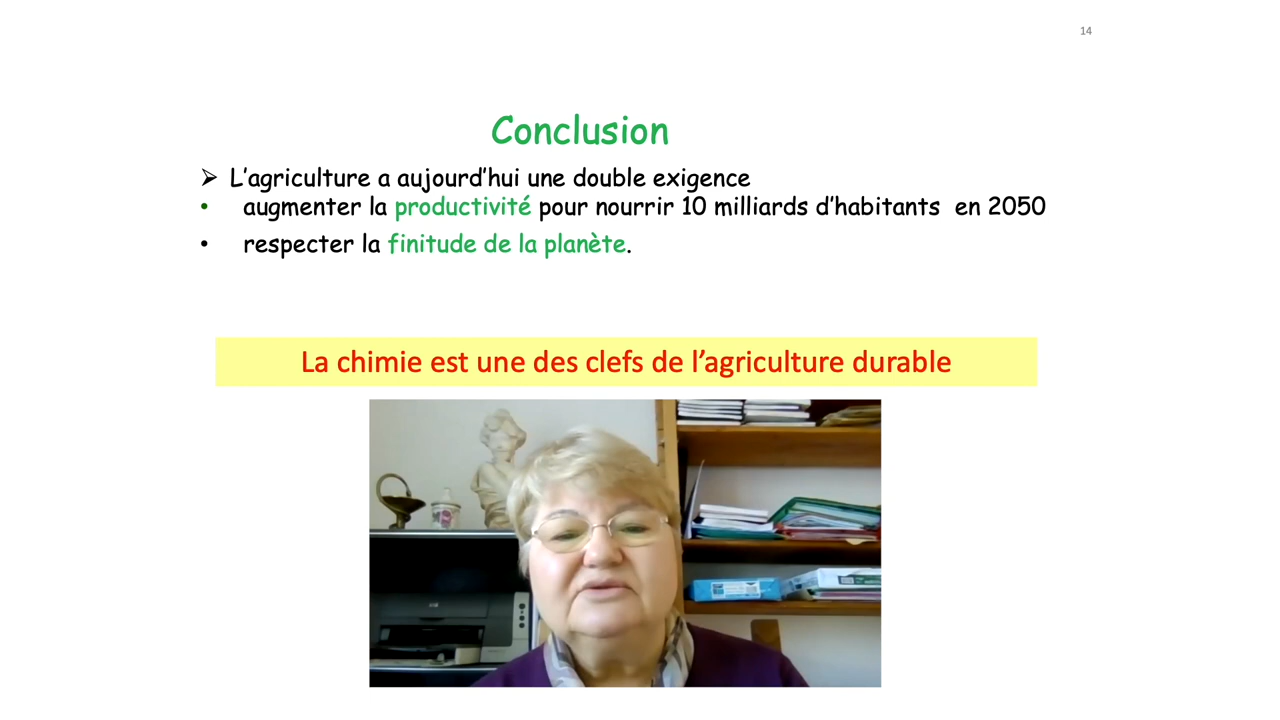 14
Conclusion
➢ L’agriculture a aujourd’hui une double exigence
• augmenter la productivité pour nourrir 10 milliards d’habitants en 2050
• respecter la finitude de la planète.
La chimie est une des clefs de l’agriculture durable